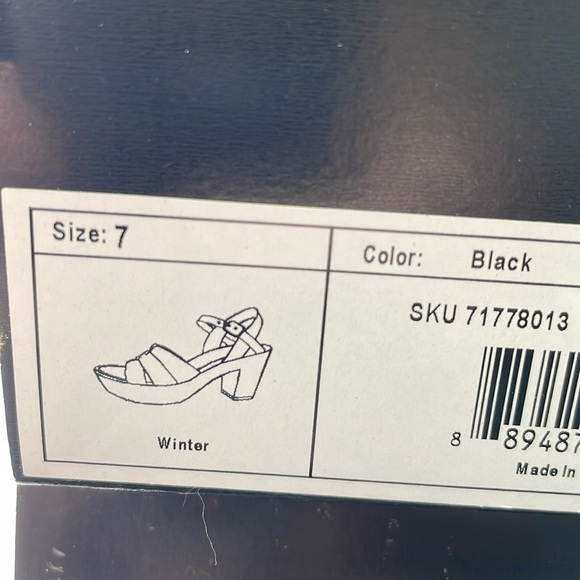 Size: 7
Color: Black
SKU 71778013
8 89487
Made In
Winter